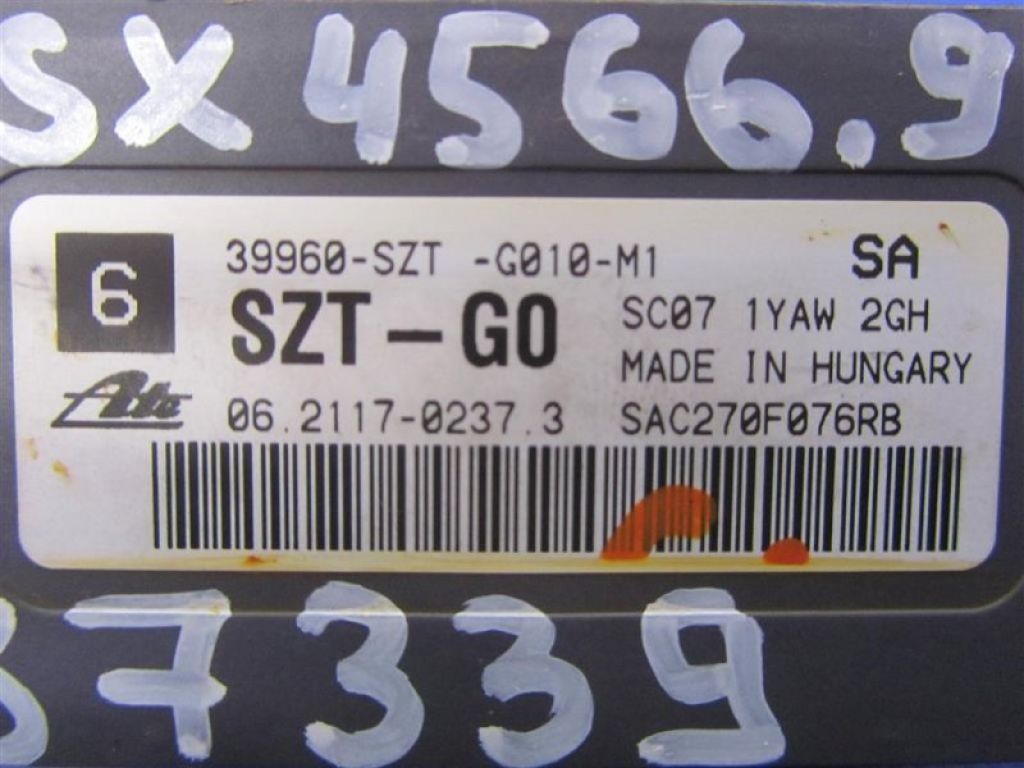 SX 4566.9
6
39960-SZT -G010-M1
SA
SZT-G0
SC07 1YAW 2GH
MADE IN HUNGARY
Ate
06.2117-0237.3
SAC270F076RB
37339